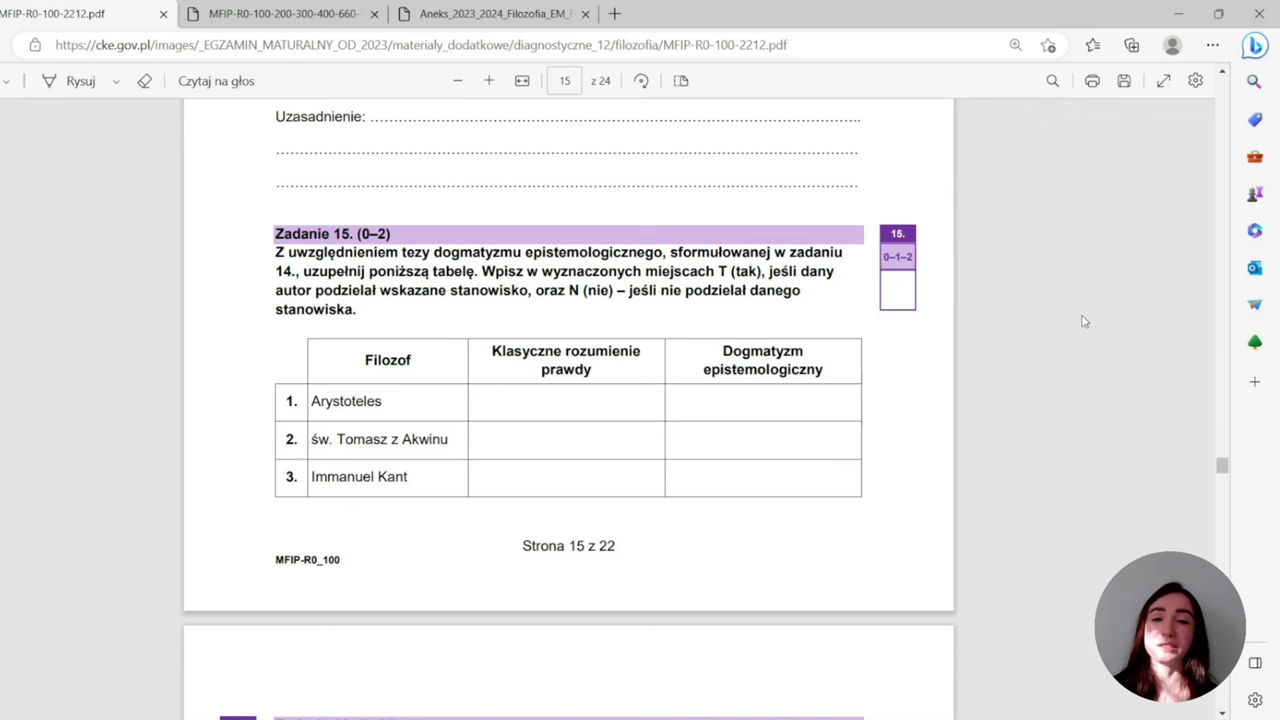 MFIP-R0-100-2212.pdf
MFIP-R0-100-200-300-400-660-
Aneks_2023_2024_Filozofia_EM_
https://cke.gov.pl/images/_EGZAMIN_MATURALNY_OD_2023/materialy_dodatkowe/diagnostyczne_12/filozofia/MFIP-R0-100-2212.pdf
Rysuj
Czytaj na głos
15
z 24
Uzasadnienie: ..........
Zadanie 15. (0–2)
15.
Z uwzględnieniem tezy dogmatyzmu epistemologicznego, sformułowanej w zadaniu
0–1–2
14., uzupełnij poniższą tabelę. Wpisz w wyznaczonych miejscach T (tak), jeśli dany
autor podzielał wskazane stanowisko, oraz N (nie) – jeśli nie podzielał danego
stanowiska.
Filozof
Klasyczne rozumienie
prawdy
Dogmatyzm
epistemologiczny
1. Arystoteles
2. św. Tomasz z Akwinu
3. Immanuel Kant
Strona 15 z 22
MFIP-R0_100